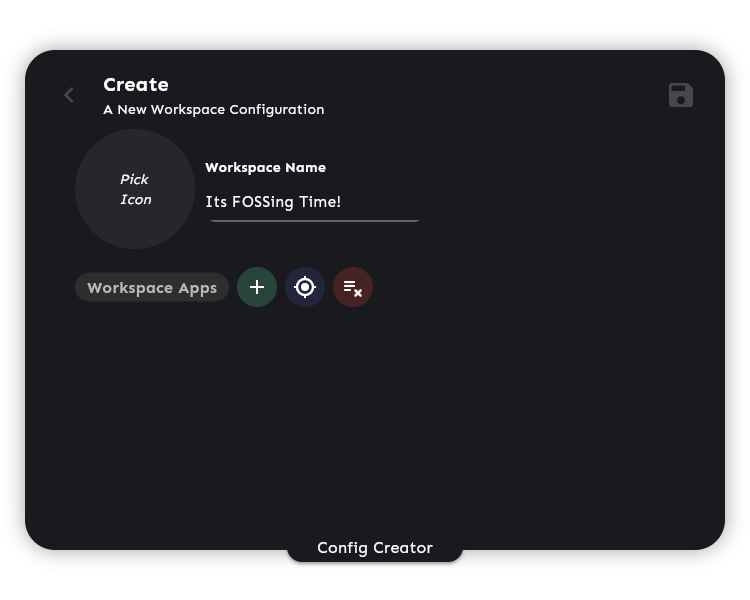 Create
A New Workspace Configuration
Pick
Icon
Workspace Name
Its FOSSing Time!
Workspace Apps
Config Creator